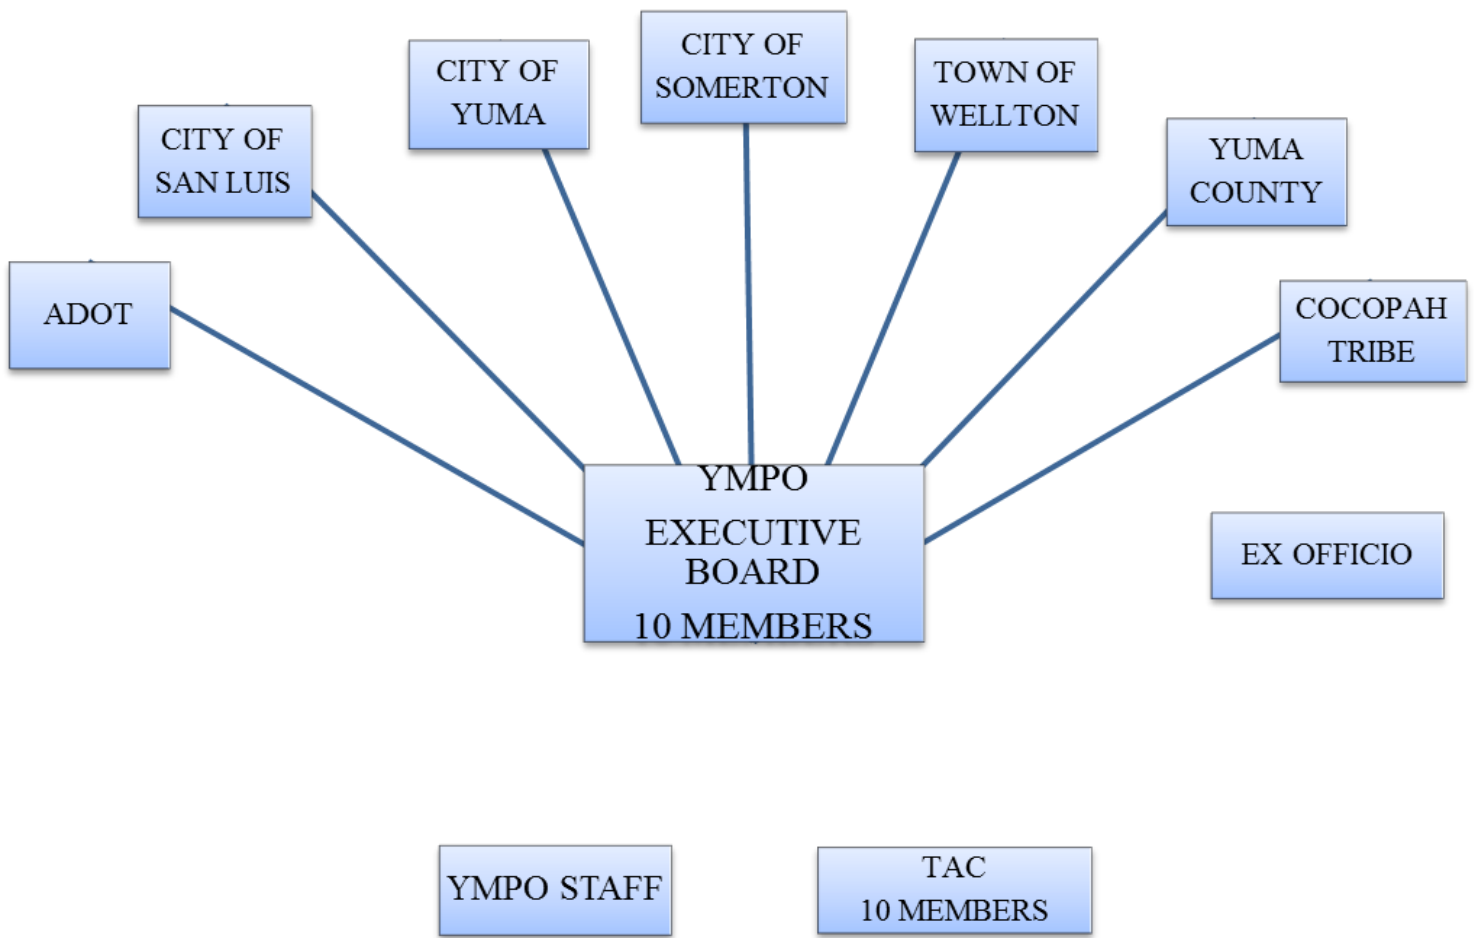 CITY OF
SOMERTON
CITY OF
YUMA
TOWN OF
WELLTON
CITY OF
SAN LUIS
YUMA
COUNTY
ADOT
COCOPAH
TRIBE
YMPO
EXECUTIVE
BOARD
10 MEMBERS
EX OFFICIO
YMPO STAFF
TAC
10 MEMBERS